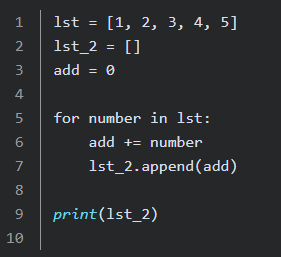 1 lst = [1, 2, 3, 4, 5]
2 lst_2 = []
3 add = 0
4
5 for number in lst:
6     add += number
7     lst_2.append(add)
8
9 print(lst_2)
10